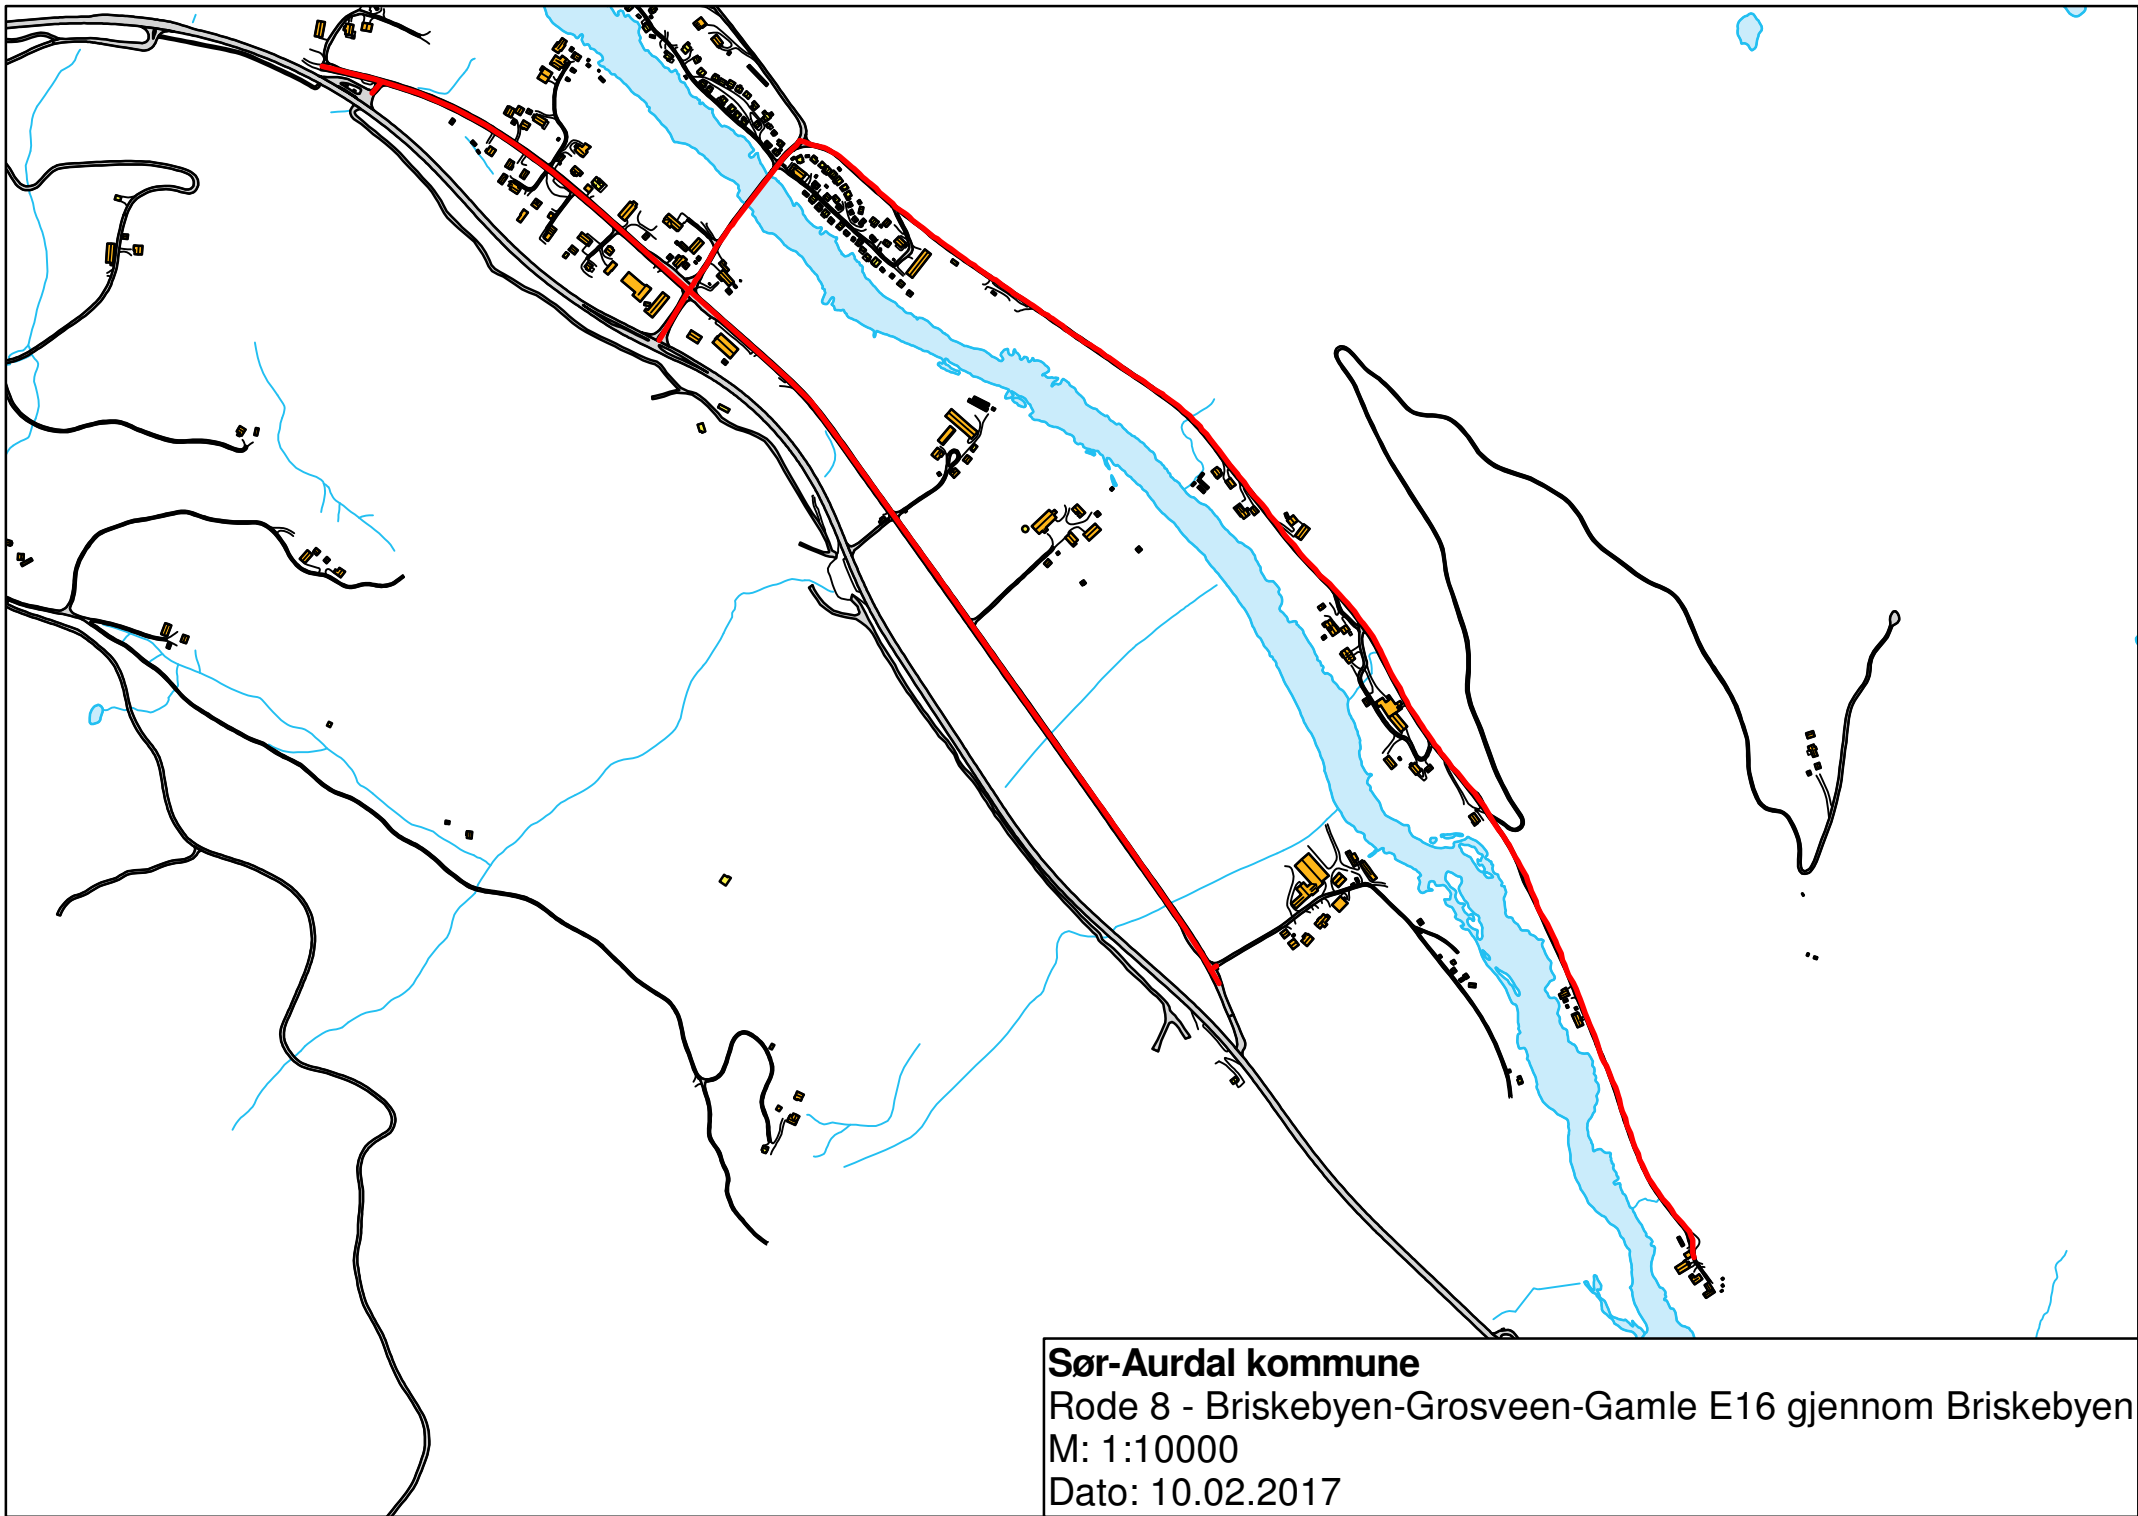 Sør-Aurdal kommune
Rode 8 - Briskebyen-Grosveen-Gamle E16 gjennom Briskebyen
M: 1:10000
Dato: 10.02.2017